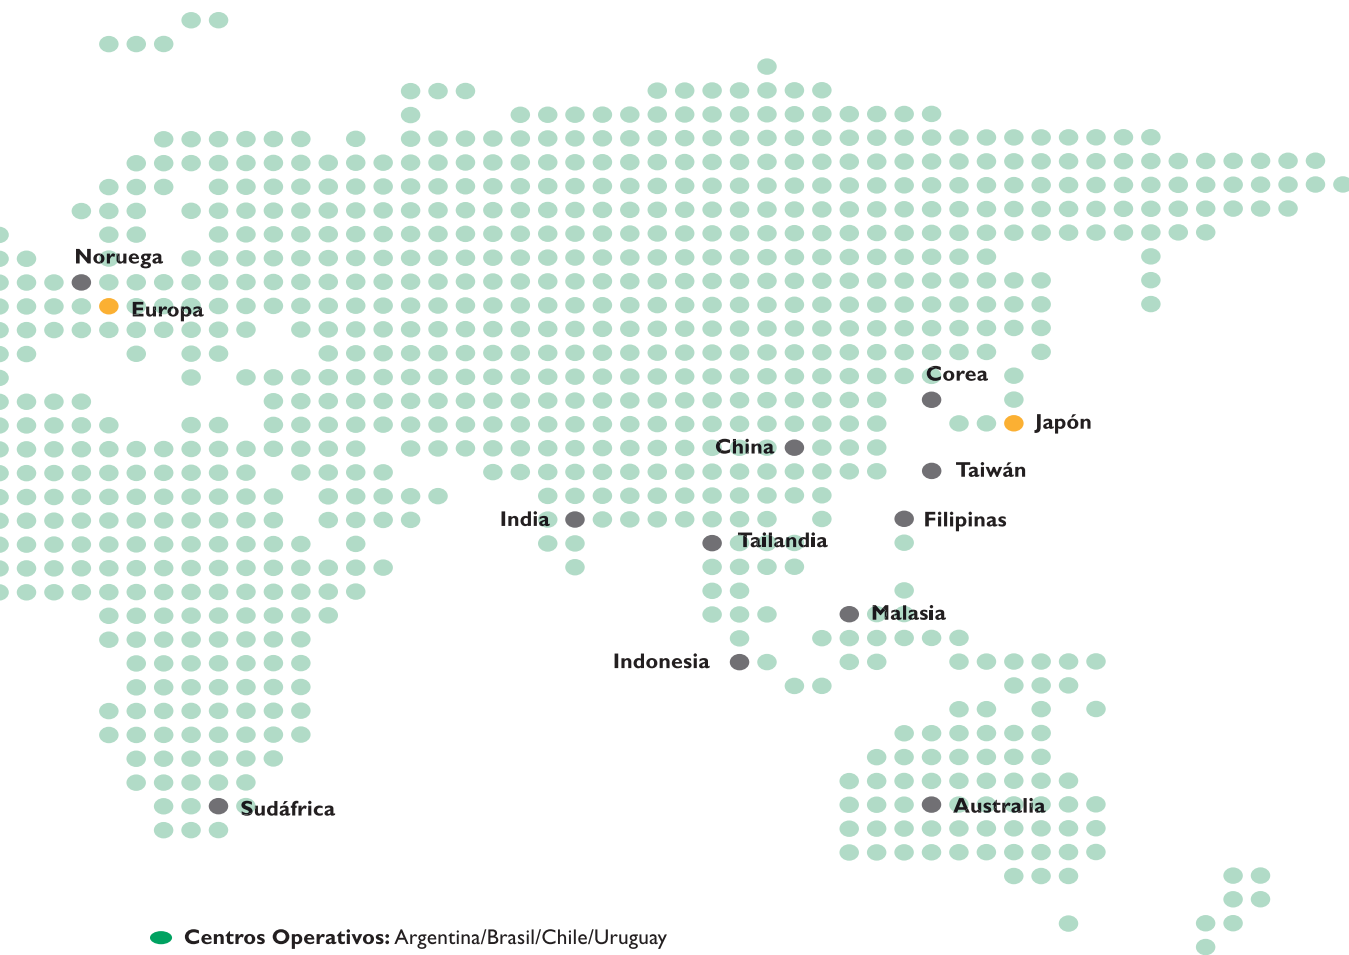 Noruega
Europa
Corea
Japón
China
Taiwán
India
Filipinas
Tailandia
Malasia
Indonesia
Sudáfrica
Australia
Centros Operativos: Argentina/Brasil/Chile/Uruguay